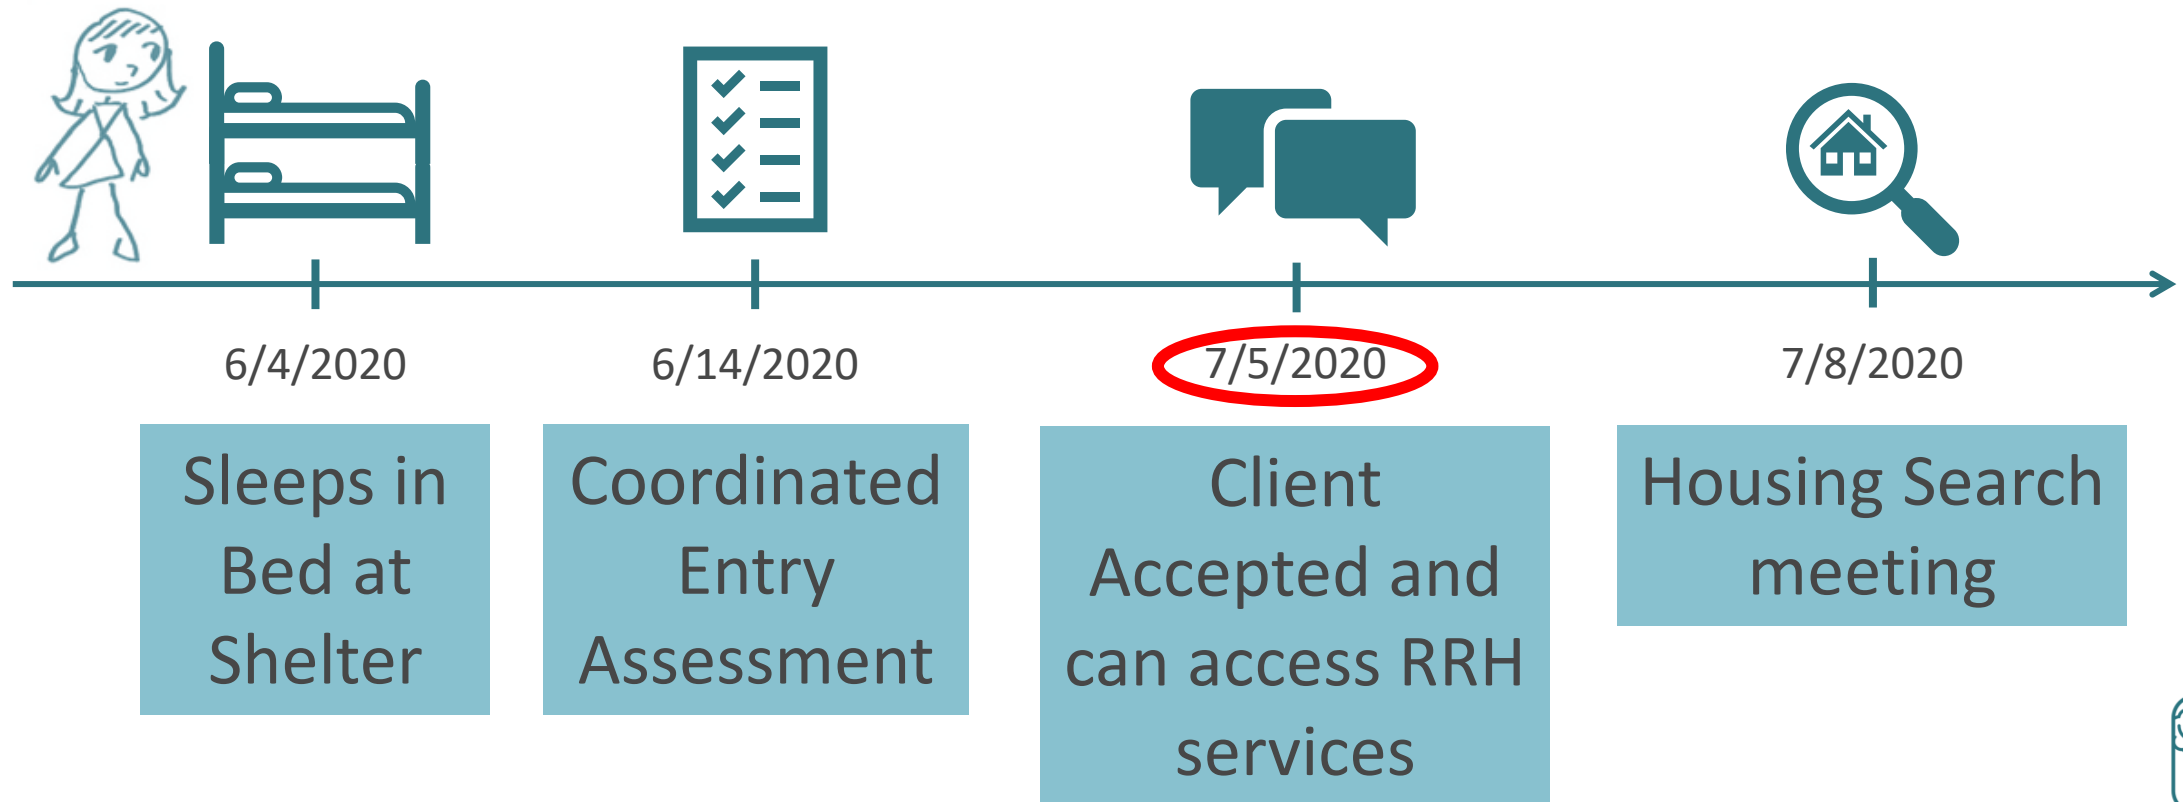 6/4/2020
6/14/2020
7/5/2020
7/8/2020
Sleeps in
Bed at
Shelter
Coordinated
Entry
Assessment
Client
Accepted and
can access RRH
services
Housing Search
meeting